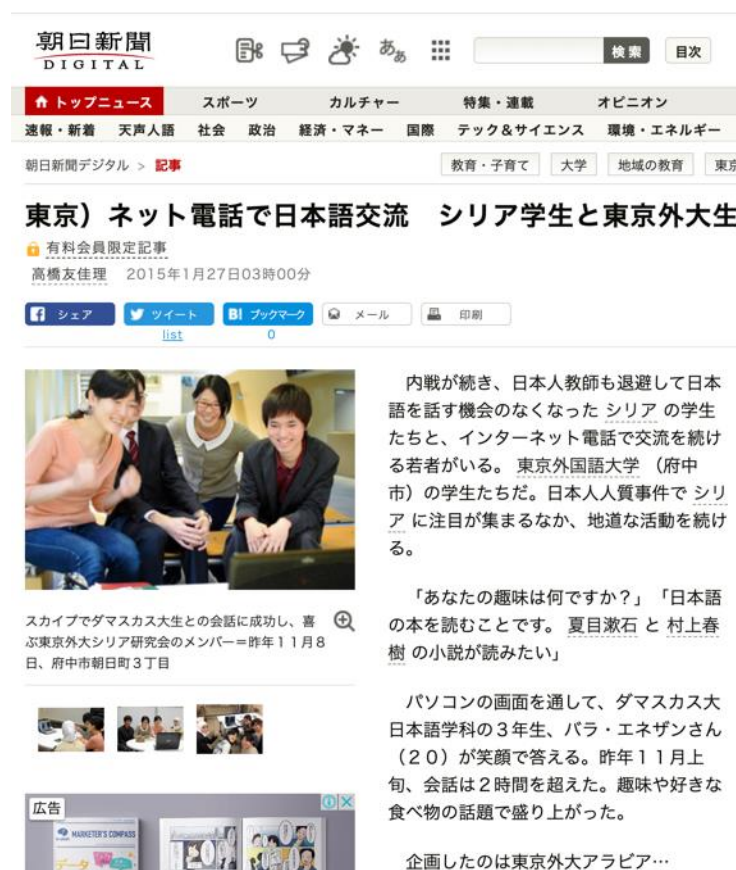 朝日新聞
DIGITAL
ああ
検索
目次
トップニュース スポーツ カルチャー 特集・連載 オピニオン
速報・新着 天声人語 社会 政治 経済・マネー 国際 テック&サイエンス 環境・エネルギー
朝日新聞デジタル > 記事
教育・子育て 大学 地域の教育 東京
東京）ネット電話で日本語交流　シリア学生と東京外大生
有料会員限定記事
高橋友佳理 2015年1月27日03時00分
シェア ツイート B! ブックマーク メール 印刷
list 0
スカイプでダマスカス大生との会話に成功し、喜
ぶ東京外大シリア研究会のメンバー＝昨年１１月８
日、府中市朝日町３丁目
広告
MARKETER'S COMPASS
データ
内戦が続き、日本人教師も退避して日本
語を話す機会のなくなった シリア の学生
たちと、インターネット電話で交流を続け
る若者がいる。 東京外国語大学 （府中
市）の学生たちだ。日本人人質事件で シリ
ア に注目が集まるなか、地道な活動を続け
る。
「あなたの趣味は何ですか？」「日本語
の本を読むことです。 夏目漱石 と 村上春
樹 の小説が読みたい」
パソコンの画面を通して、ダマスカス大
日本語学科の３年生、バラ・エネザンさん
（２０）が笑顔で答える。昨年１１月上
旬、会話は２時間を超えた。趣味や好きな
食べ物の話題で盛り上がった。
企画したのは東京外大アラビア…